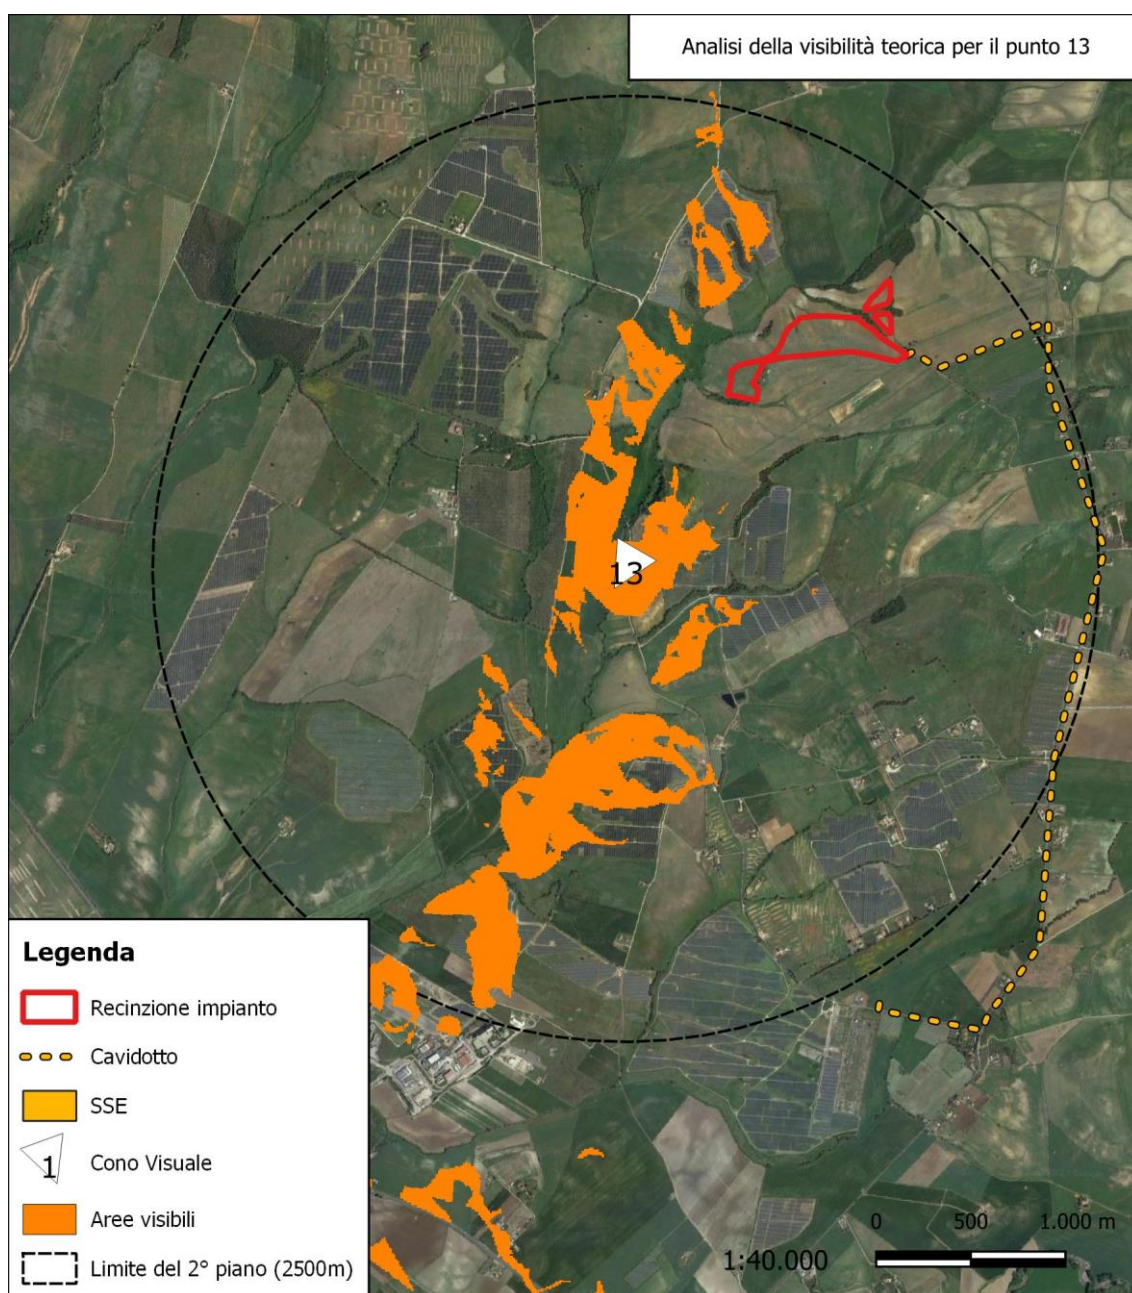 Analisi della visibilità teorica per il punto 13
13
Legenda
Recinzione impianto
Cavidotto
SSE
1
Cono Visuale
Aree visibili
Limite del 2° piano (2500m)
0 500 1.000 m
1:40.000